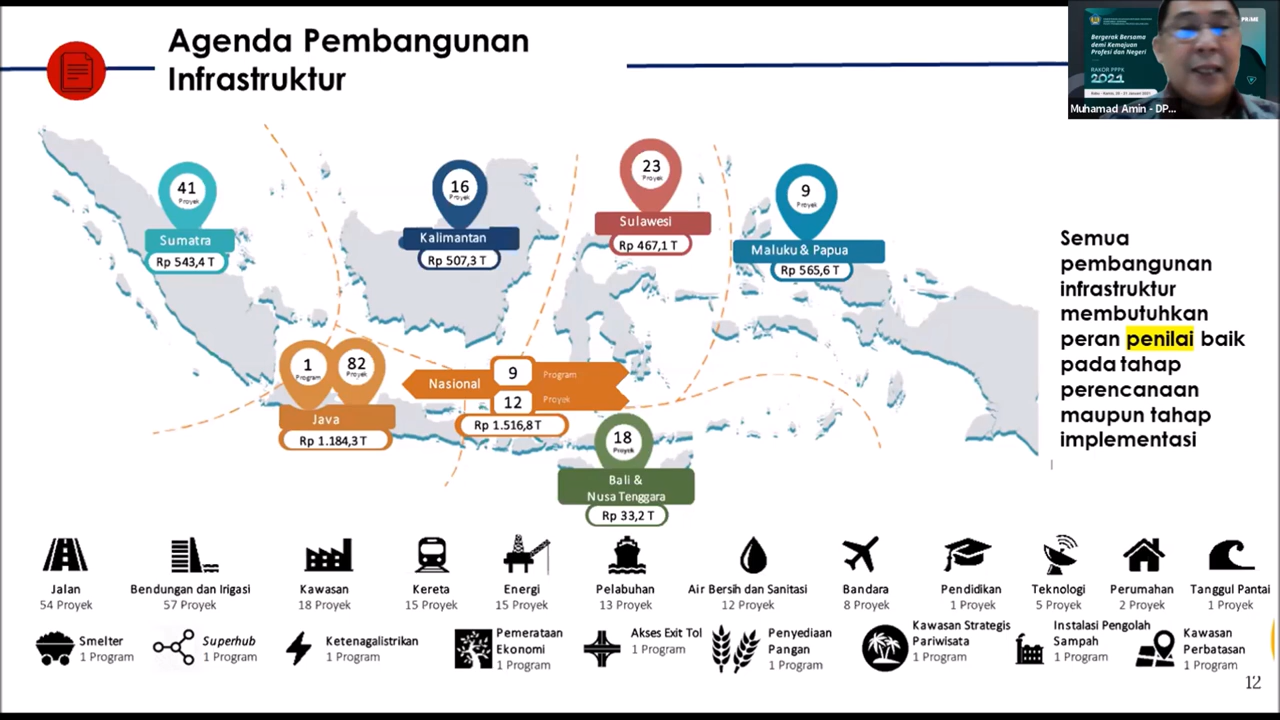 Agenda Pembangunan
Infrastruktur
Bergerak Bersama
demi Kemajuan
Profesi dan Negeri
RAKOR PPPK
2021
Muhamad Amin - DP...
41
Proyek
Sumatra
Rp 543,4 T
16
Proyek
Kalimantan
Rp 507,3 T
23
Proyek
Sulawesi
Rp 467,1 T
9
Proyek
Maluku & Papua
Rp 565,6 T
1
Program
82
Proyek
Java
Rp 1.184,3 T
Nasional
9
Program
12
Proyek
Rp 1.516,8 T
18
Proyek
Bali &
Nusa Tenggara
Rp 33,2 T
Semua
pembangunan
infrastruktur
membutuhkan
peran penilai baik
pada tahap
perencanaan
maupun tahap
implementasi
Jalan
54 Proyek
Bendungan dan Irigasi
57 Proyek
Kawasan
18 Proyek
Kereta
15 Proyek
Energi
15 Proyek
Pelabuhan
13 Proyek
Air Bersih dan Sanitasi
12 Proyek
Bandara
8 Proyek
Pendidikan
1 Proyek
Teknologi
5 Proyek
Perumahan
2 Proyek
Tanggul Pantai
1 Proyek
Smelter
1 Program
Superhub
1 Program
Ketenagalistrikan
1 Program
Pemerataan
Ekonomi
1 Program
Akses Exit Tol
1 Program
Penyediaan
Pangan
1 Program
Kawasan Strategis
Pariwisata
1 Program
Instalasi Pengolah
Sampah
1 Program
Kawasan
Perbatasan
1 Program
12